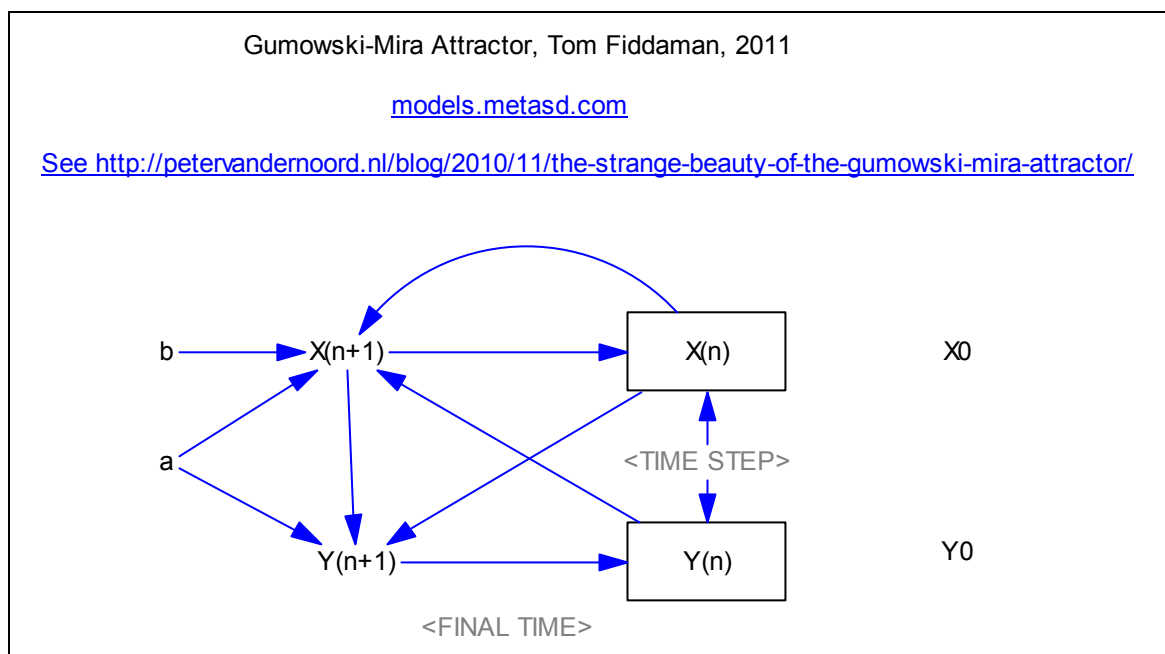 Gumowski-Mira Attractor, Tom Fiddaman, 2011
models.metasd.com
See http://petervandernoord.nl/blog/2010/11/the-strange-beauty-of-the-gumowski-mira-attractor/
b X(n+1) X(n) X0
a <TIME STEP>
Y(n+1) Y(n) Y0
<FINAL TIME>